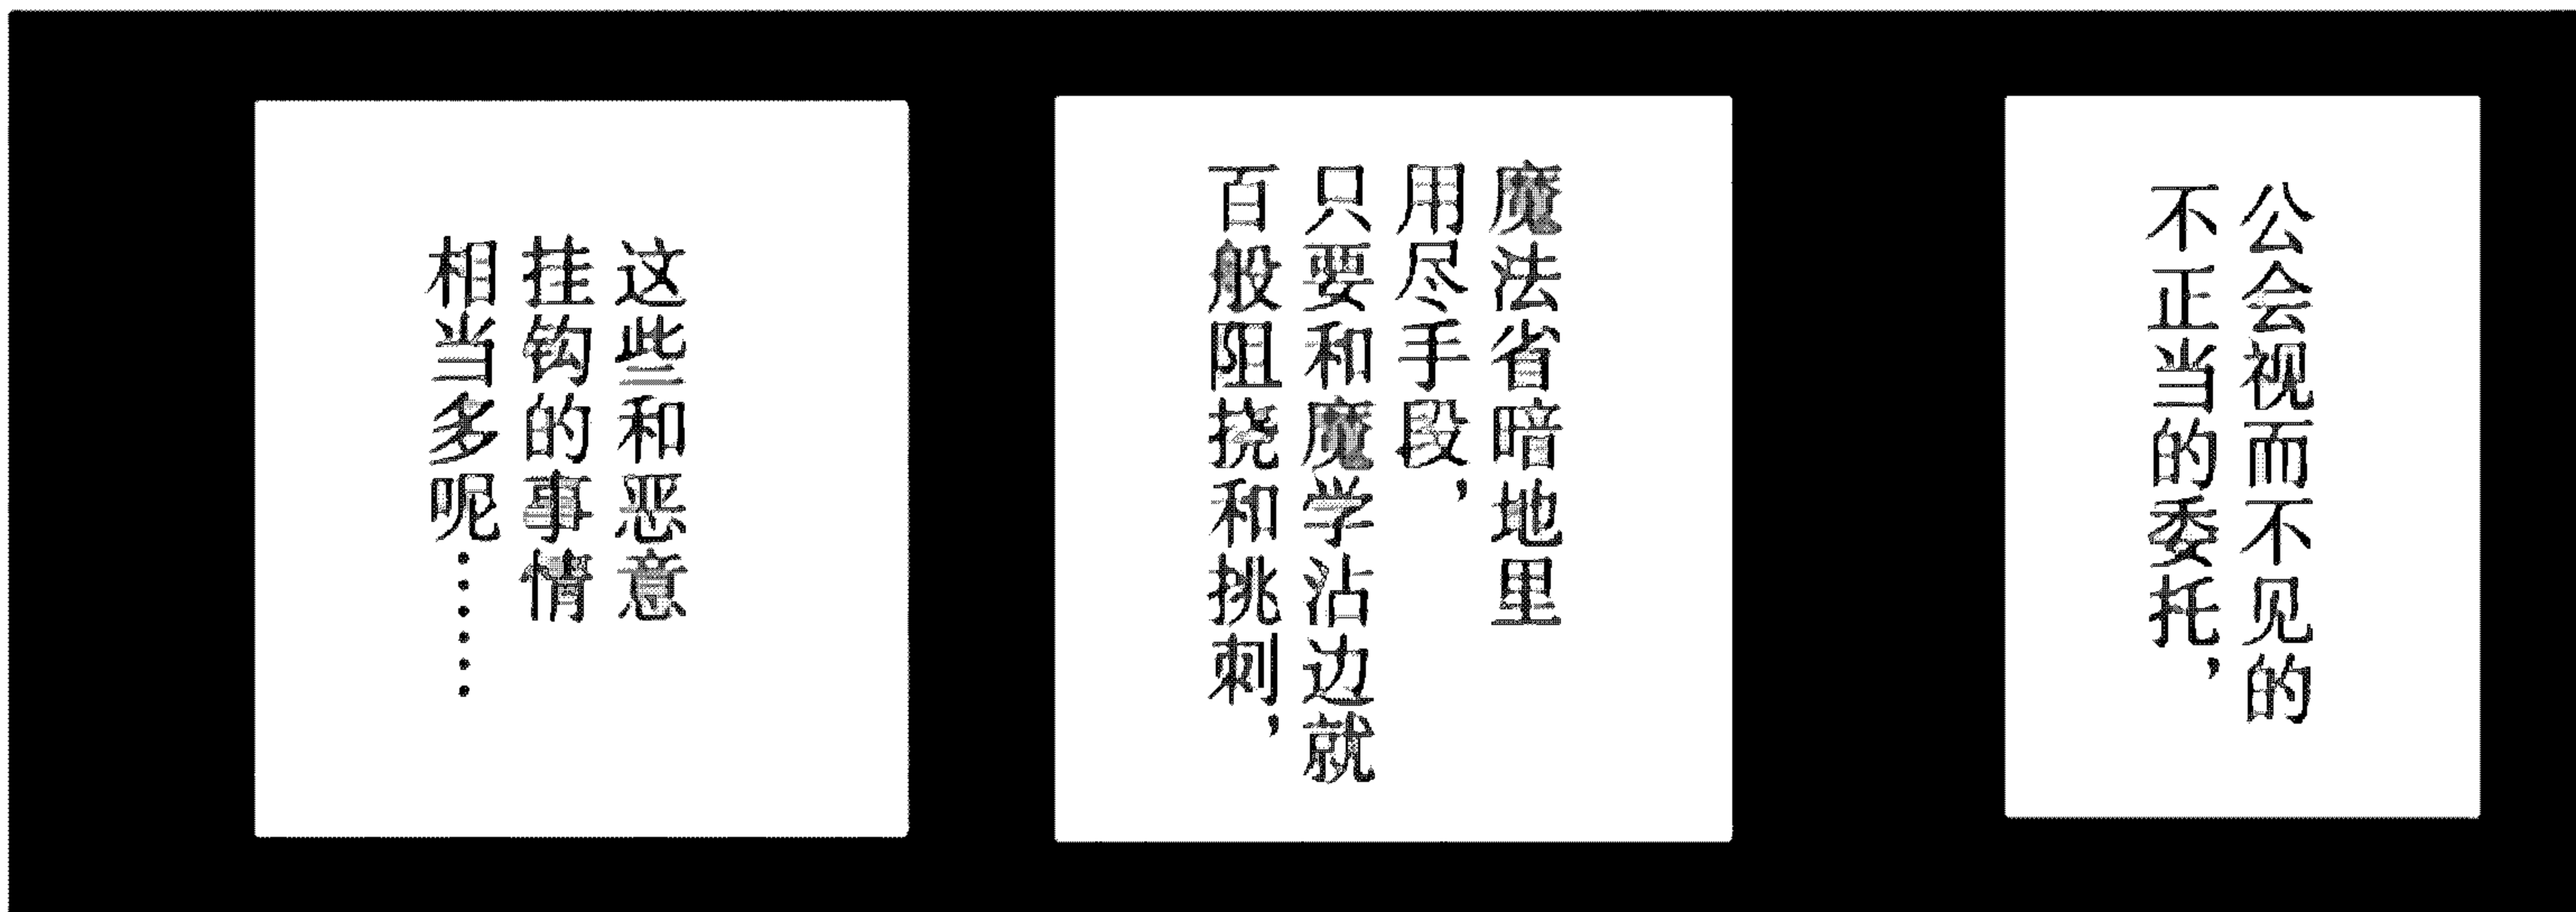 公会视而不见的
不正当的委托，
魔法省暗地里
用尽手段，
只要和魔学沾边就
百般阻挠和挑刺，
这些和恶意
挂钩的事情
相当多呢……